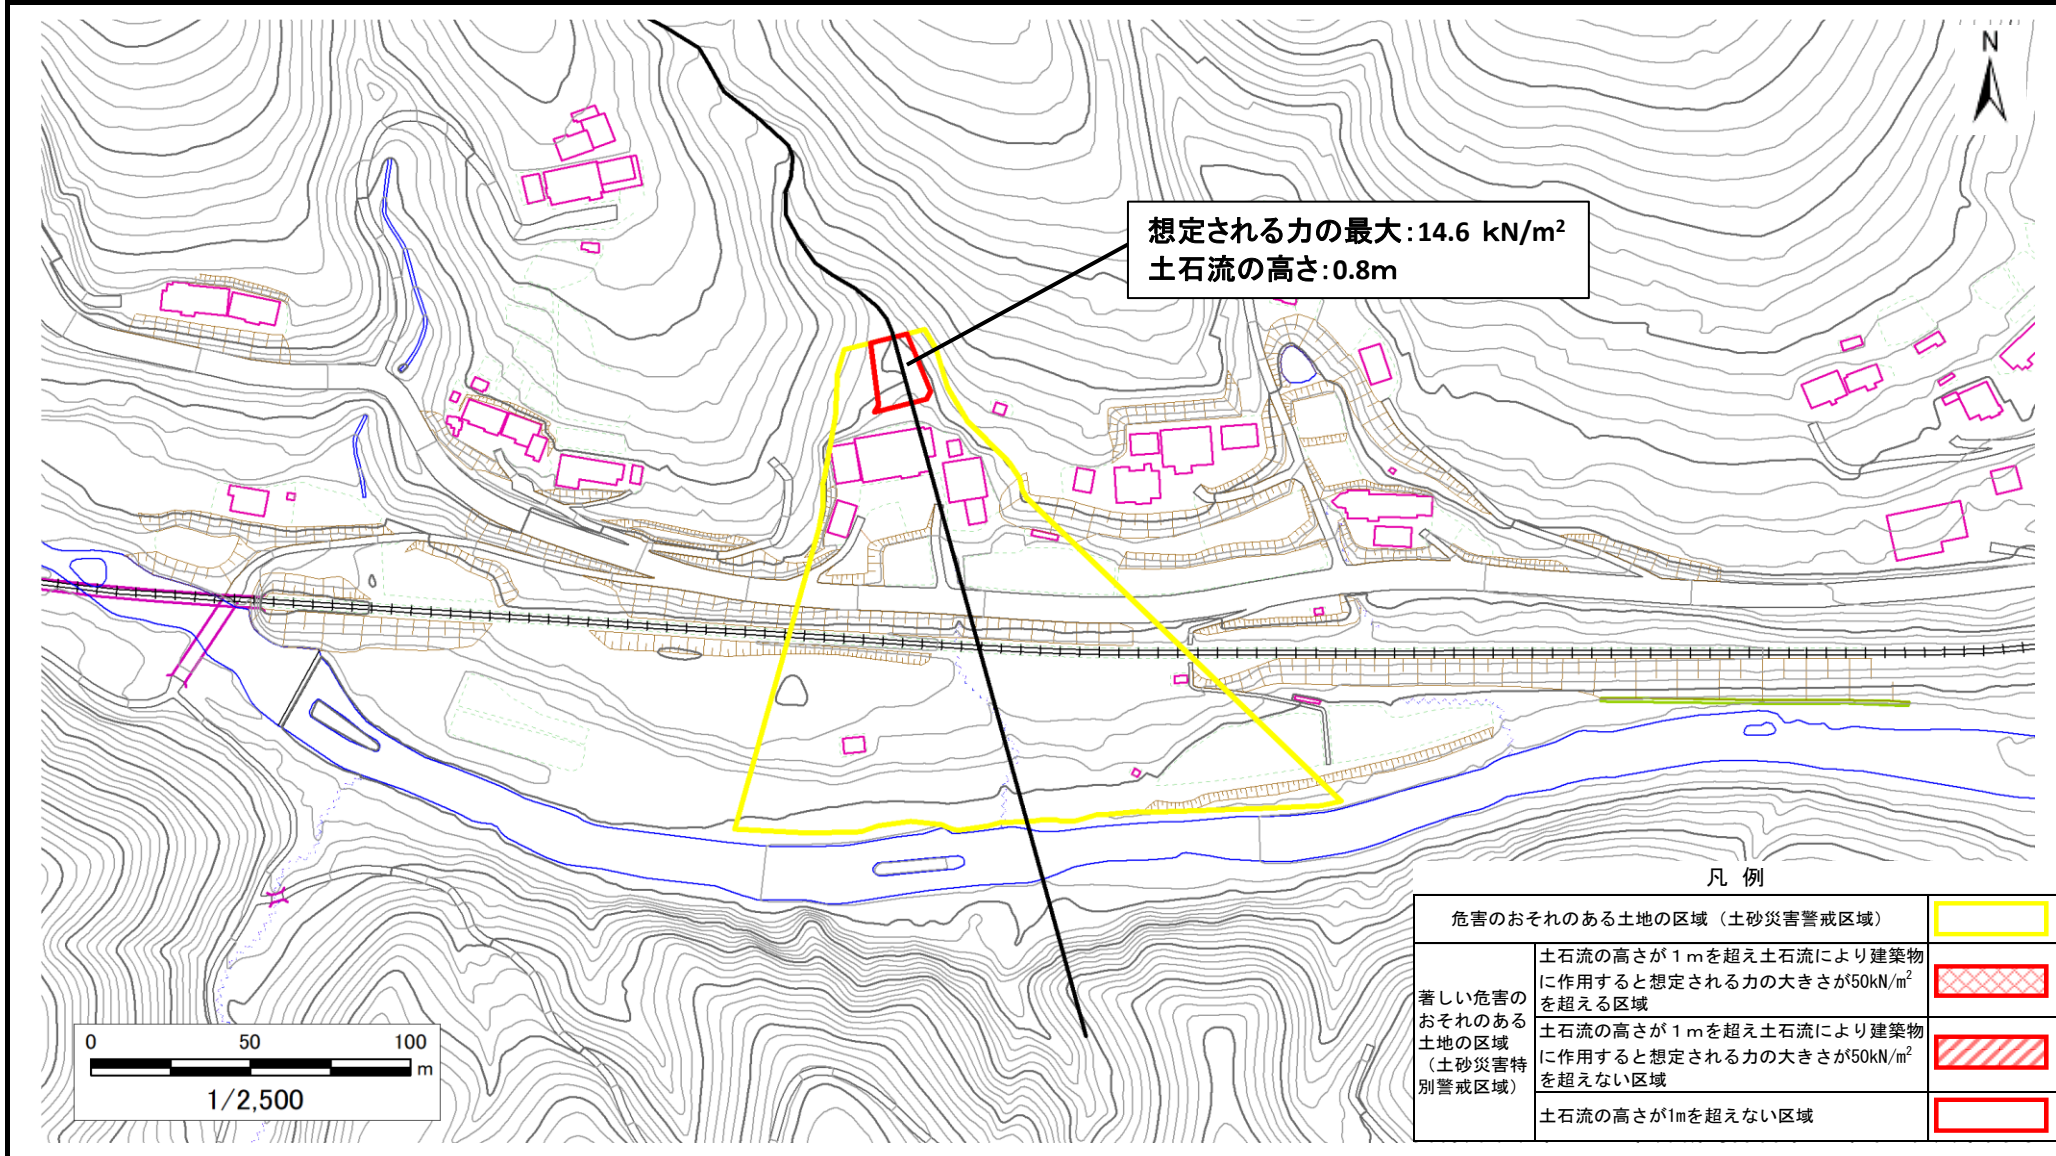 N
想定される力の最大:14.6 kN/m²
土石流の高さ:0.8m
凡 例
危害のおそれのある土地の区域（土砂災害警戒区域）
著しい危害の
おそれのある
土地の区域
（土砂災害特
別警戒区域）
土石流の高さが１ｍを超え土石流により建築物
に作用すると想定される力の大きさが50kN/㎡
を超える区域
土石流の高さが１ｍを超え土石流により建築物
に作用すると想定される力の大きさが50kN/㎡
を超えない区域
土石流の高さが1mを超えない区域
0 50 100
m
1/2,500